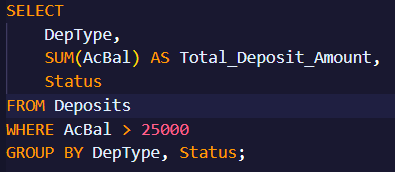 SELECT
    DepType,
    SUM(AcBal) AS Total_Deposit_Amount,
    Status
FROM Deposits
WHERE AcBal > 25000
GROUP BY DepType, Status;